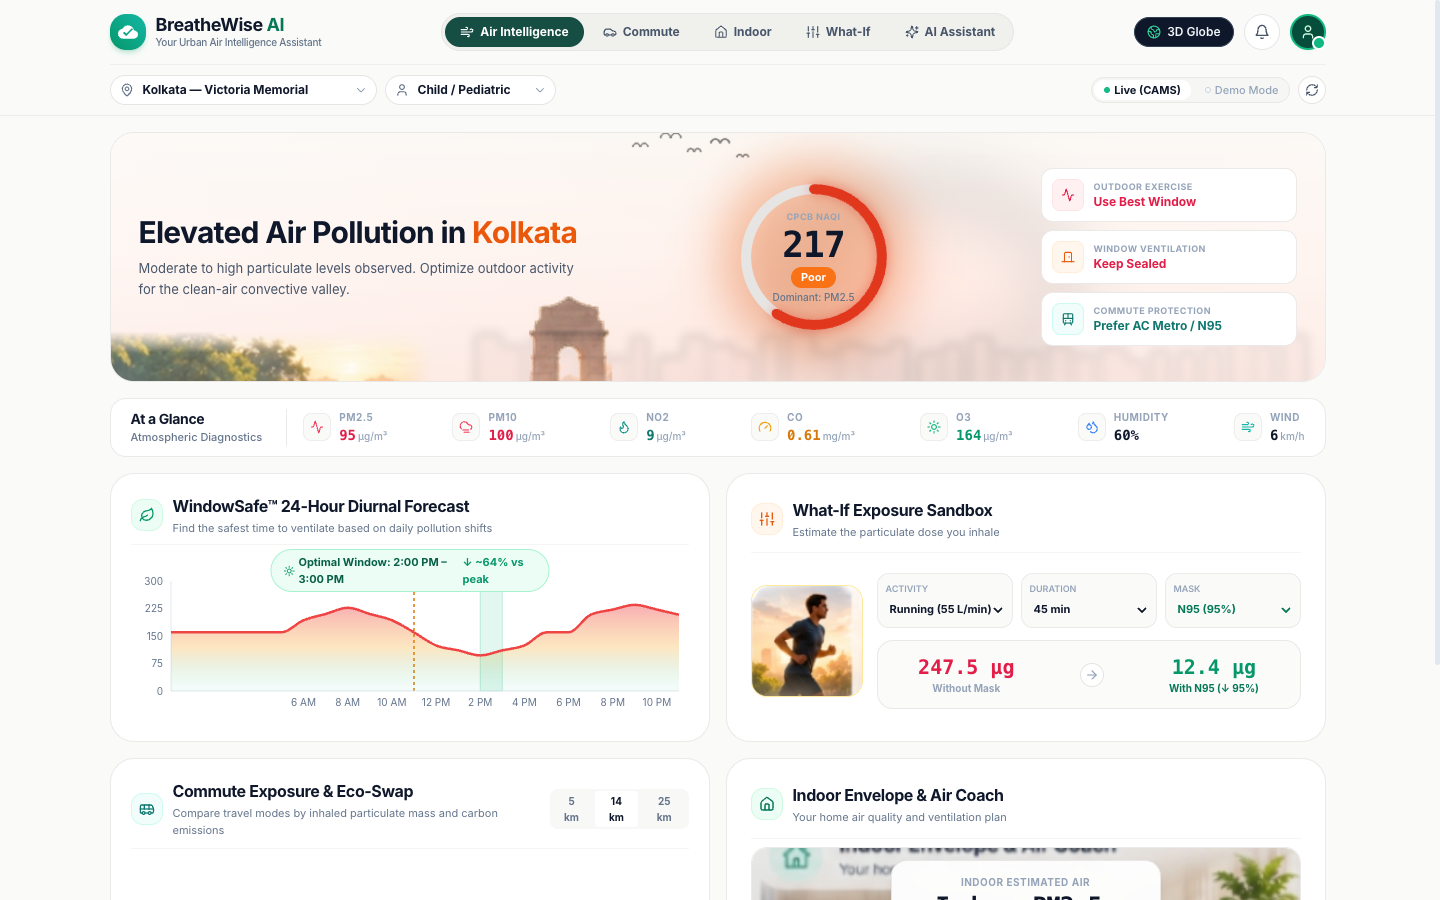 BreatheWise AI
Your Urban Air Intelligence Assistant
Air Intelligence
Commute
Indoor
What-If
AI Assistant
3D Globe
Kolkata — Victoria Memorial
Child / Pediatric
Live (CAMS)
Demo Mode
Elevated Air Pollution in Kolkata
Moderate to high particulate levels observed. Optimize outdoor activity
for the clean-air convective valley.
CPCB NAQI
217
Poor
Dominant: PM2.5
OUTDOOR EXERCISE
Use Best Window
WINDOW VENTILATION
Keep Sealed
COMMUTE PROTECTION
Prefer AC Metro / N95
At a Glance
Atmospheric Diagnostics
PM2.5
95 µg/m³
PM10
100 µg/m³
NO2
9 µg/m³
CO
0.61 mg/m³
O3
164 µg/m³
HUMIDITY
60%
WIND
6 km/h
WindowSafe™ 24-Hour Diurnal Forecast
Find the safest time to ventilate based on daily pollution shifts
Optimal Window: 2:00 PM –
3:00 PM
↓ ~64% vs
peak
300
225
150
75
0
6 AM
8 AM
10 AM
12 PM
2 PM
4 PM
6 PM
8 PM
10 PM
What-If Exposure Sandbox
Estimate the particulate dose you inhale
ACTIVITY
Running (55 L/min)
DURATION
45 min
MASK
N95 (95%)
247.5 µg
Without Mask
12.4 µg
With N95 (↓ 95%)
Commute Exposure & Eco-Swap
Compare travel modes by inhaled particulate mass and carbon
emissions
5
km
14
km
25
km
Indoor Envelope & Air Coach
Your home air quality and ventilation plan
Indoor Envelope & Air Coach
Your ho
INDOOR ESTIMATED AIR